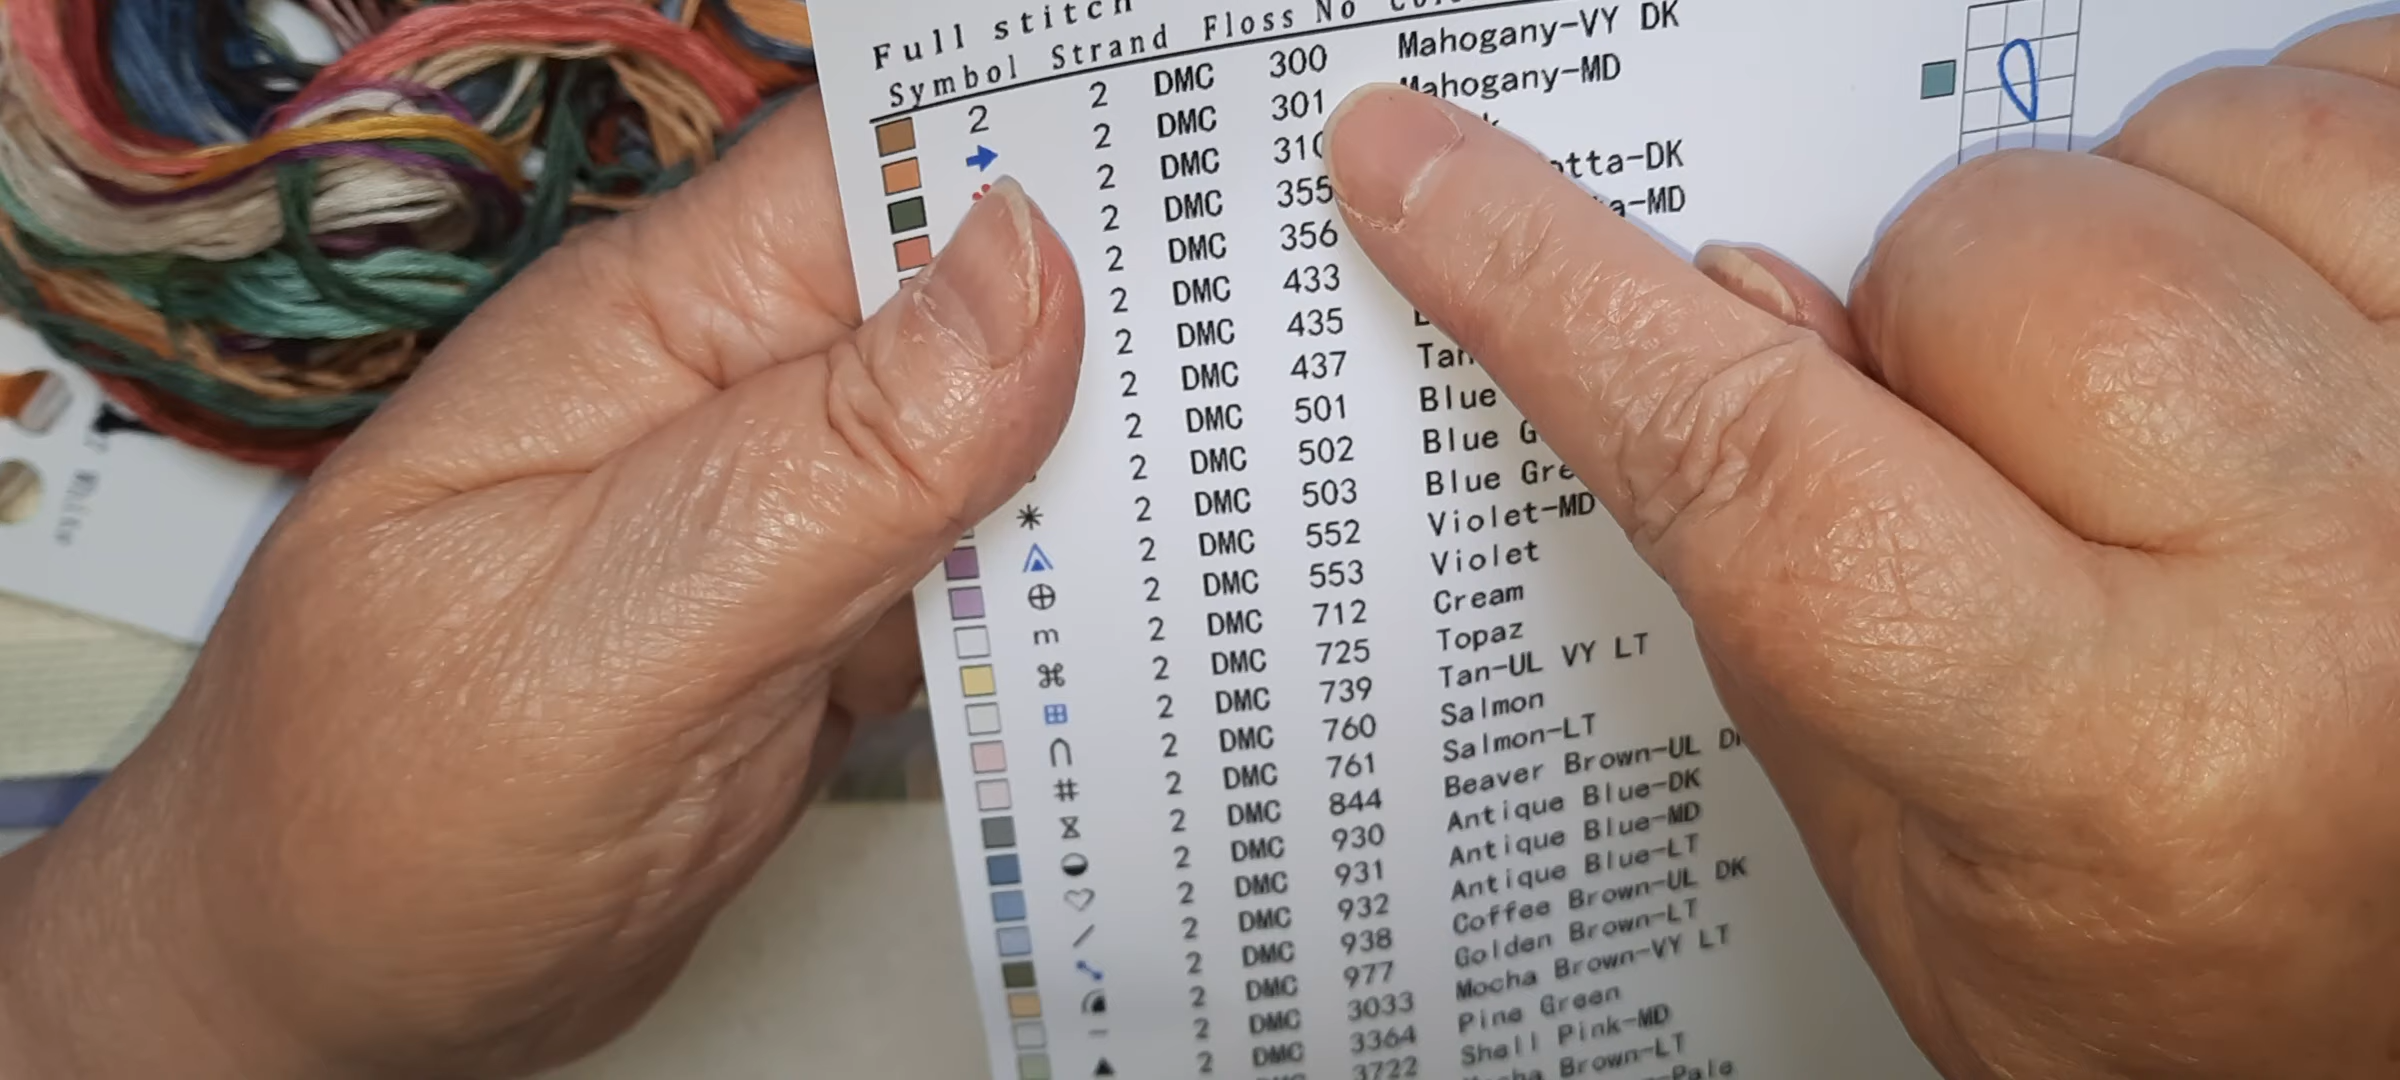 Full stitch
Symbol Strand Floss No
2 2 DMC 300 Mahogany-VY DK
2 DMC 301 Mahogany-MD
2 DMC
2 DMC 355
2 DMC 356
2 DMC 433
2 DMC 435
2 DMC 437 Tan
2 DMC 501 Blue
2 DMC 502 Blue
2 DMC 503 Blue
2 DMC 552 Violet-MD
2 DMC 553 Violet
m 2 DMC 712 Cream
⌘ 2 DMC 725 Topaz
2 DMC 739 Tan-UL VY LT
∩ 2 DMC 760 Salmon
# 2 DMC 761 Salmon-LT
2 DMC 844 Beaver Brown-UL
2 DMC 930 Antique Blue-DK
2 DMC 931 Antique Blue-MD
/ 2 DMC 932 Antique Blue-LT
2 DMC 938 Coffee Brown-UL DK
2 DMC 977 Golden Brown-LT
- 2 DMC 3033 Mocha Brown-VY LT
2 DMC 3364 Pine Green
DMC 3722 Shell Pink-MD
Brown-LT